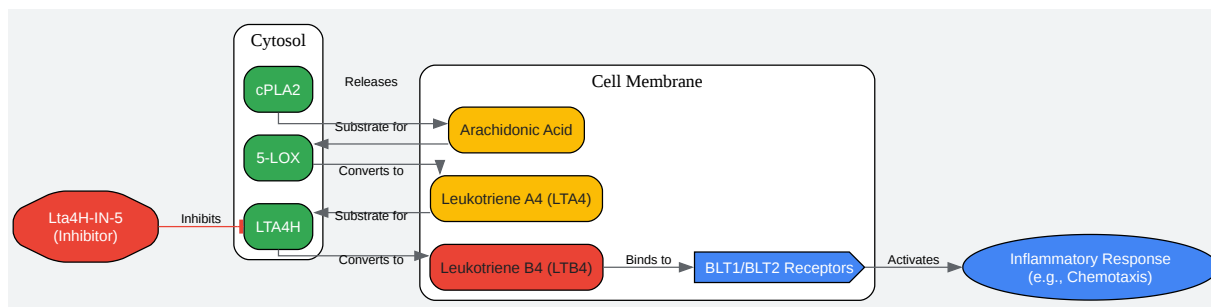 Cytosol
cPLA2
Releases
Cell Membrane
Substrate for
Arachidonic Acid
5-LOX
Converts to
Leukotriene A4 (LTA4)
Lta4H-IN-5
(Inhibitor)
Inhibits
LTA4H
Substrate for
Converts to
Leukotriene B4 (LTB4)
Binds to
BLT1/BLT2 Receptors
Activates
Inflammatory Response
(e.g., Chemotaxis)